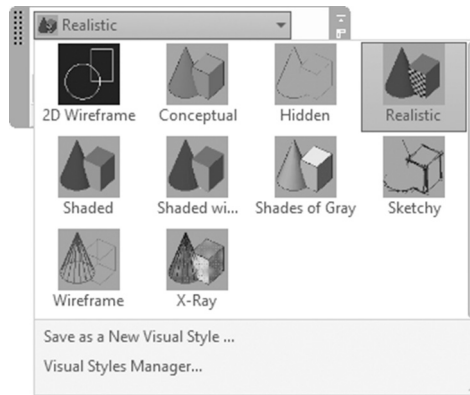 Realistic
2D Wireframe Conceptual Hidden Realistic
Shaded Shaded wi... Shades of Gray Sketchy
Wireframe X-Ray
Save as a New Visual Style ...
Visual Styles Manager...